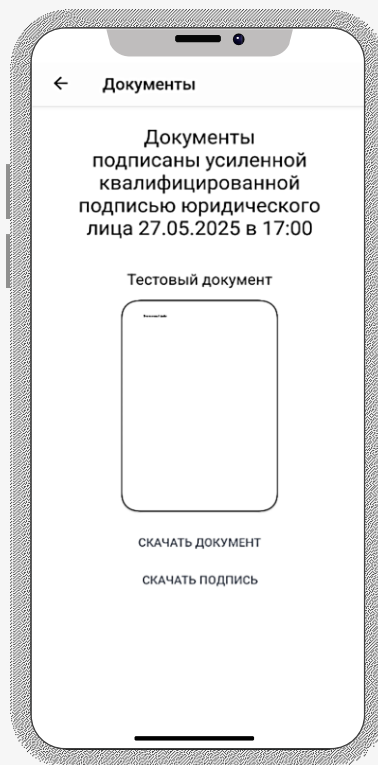 Документы
Документы
подписаны усиленной
квалифицированной
подписью юридического
лица 27.05.2025 в 17:00
Тестовый документ
СКАЧАТЬ ДОКУМЕНТ
СКАЧАТЬ ПОДПИСЬ